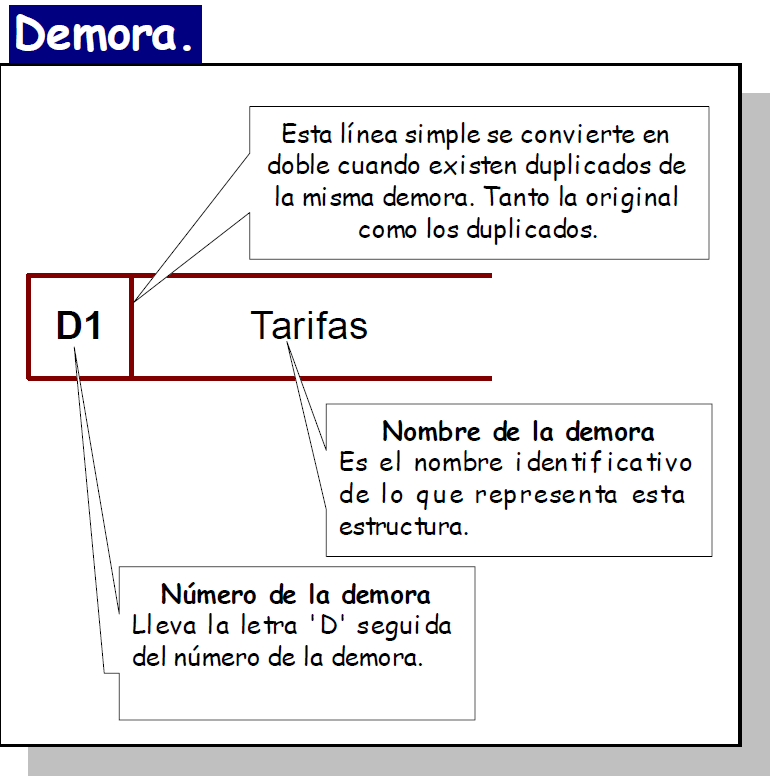 Demora.
Esta línea simple se convierte en
doble cuando existen duplicados de
la misma demora. Tanto la original
como los duplicados.
D1
Tarifas
Nombre de la demora
Es el nombre identificativo
de lo que representa esta
estructura.
Número de la demora
Lleva la letra 'D' seguida
del número de la demora.